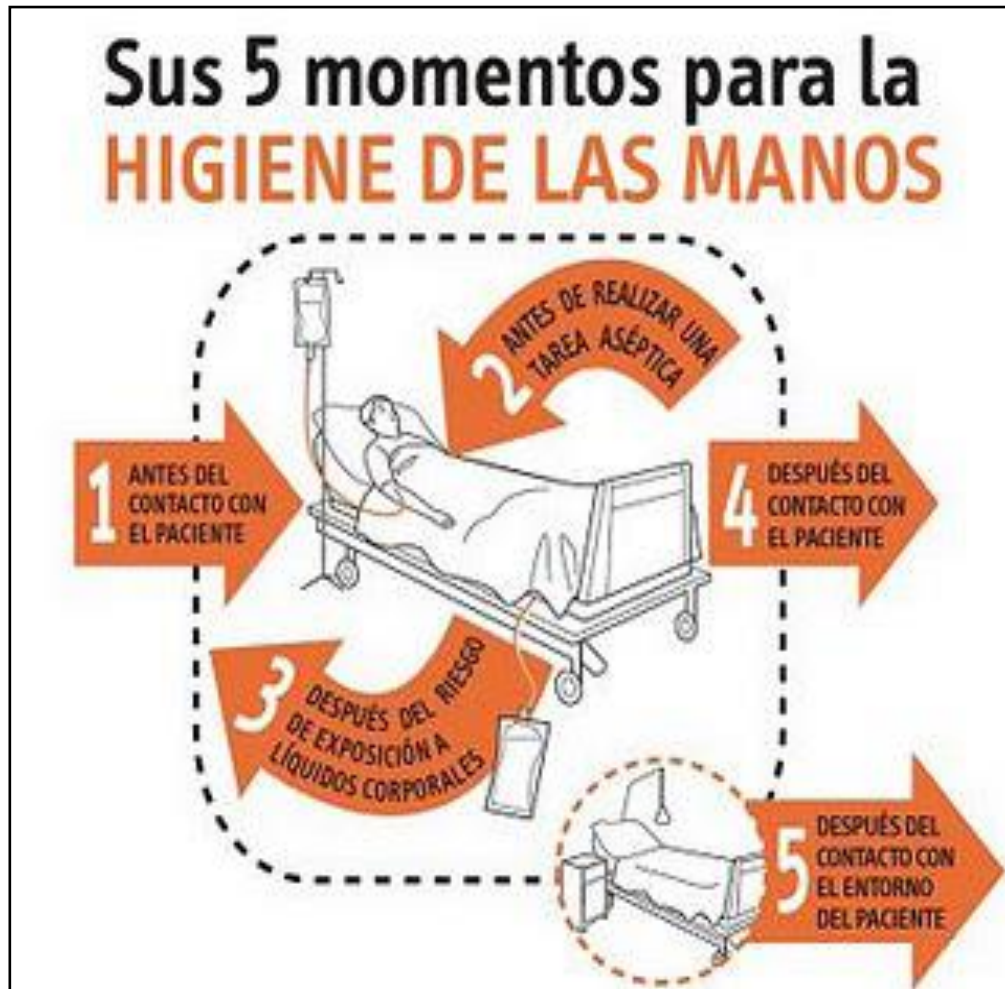 Sus 5 momentos para la
HIGIENE DE LAS MANOS
1
ANTES DEL
CONTACTO CON
EL PACIENTE
2
ANTES DE REALIZAR UNA
TAREA ASÉPTICA
3
DESPUÉS DEL RIESGO
DE EXPOSICIÓN A
LÍQUIDOS CORPORALES
4
DESPUÉS DEL
CONTACTO CON
EL PACIENTE
5
DESPUÉS DEL
CONTACTO CON
EL ENTORNO
DEL PACIENTE